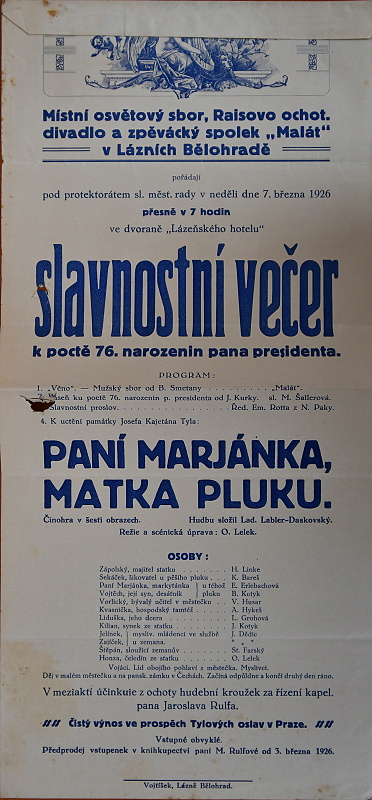 Místní osvětový sbor, Raisovo ochot.
divadlo a zpěvácký spolek „Malát“
v Lázních Bělohradě
pořádají
pod protektorátem sl. měst. rady v neděli dne 7. března 1926
přesně v 7 hodin
ve dvoraně „Lázeňského hotelu“
slavnostní večer
k poctě 76. narozenin pana presidenta.
PROGRAM:
1. „Věno“. — Mužský sbor od B. Smetany . . . . . . . . . „Malát“.
2. Báseň ku poctě 76. narozenin p. presidenta od J. Kurky. sl. M. Šallerová.
Slavnostní proslov. . . . . . . . . . . . . . . . Řed. Em. Rotta z N. Paky.
4. K uctění památky Josefa Kajetána Tyla:
PANÍ MARJÁNKA,
MATKA PLUKU.
Činohra v šesti obrazech. Hudbu složil Lad. Labler-Daskovský.
Režie a scénická úprava: O. Lelek.
OSOBY:
Zápolský, majitel statku . . . . . . H. Linke
Sekáček, šikovatel u pěšího pluku . . . K. Bareš
Paní Marjánka, markytánka } u téhož . E. Erlebachová
Vojtěch, její syn, desátník } pluku . B. Kotyk
Vorlický, bývalý učitel v městečku . . V. Husar
Kvasnička, hospodský tamtéž . . . . A. Hykeš
Liduška, jeho dcera . . . . . . L. Grohová
Kilian, synek ze statku . . . . . J. Kotyk
Jelínek, } mysliv. mládenci ve službě J. Dědic
Zajíček, } u zemana. . . . . . " " "
Štěpán, sloužící zemanův . . . . . St. Farský
Honza, čeledín ze statku . . . . . O. Lelek
Vojáci. Lid obojího pohlaví z městečka. Myslivci.
Děj v malém městečku a na pansk. zámku v Čechách. Začíná odpůldne a končí druhý den ráno.
V meziaktí účinkuje z ochoty hudební kroužek za řízení kapel.
pana Jaroslava Rulfa.
Čistý výnos ve prospěch Tylových oslav v Praze.
Vstupné obvyklé.
Předprodej vstupenek v knihkupectví paní M. Rulfové od 3. března 1926.
Vojtíšek, Lázně Bělohrad.